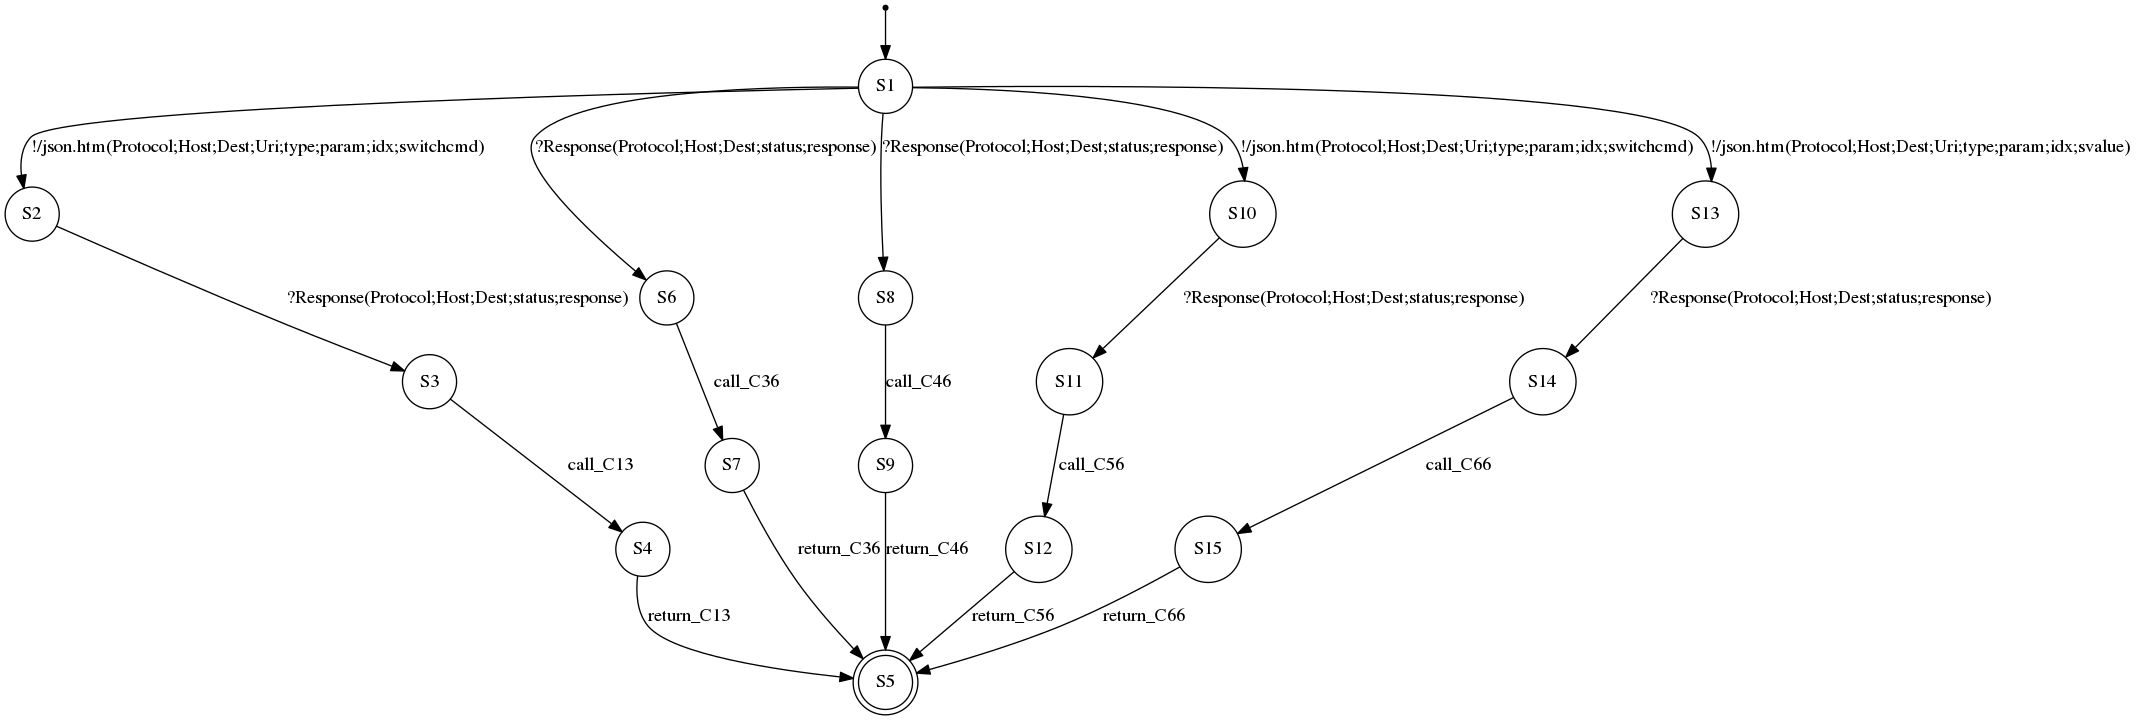 S1
!/json.htm(Protocol;Host;Dest;Uri;type;param;idx;switchcmd)
?Response(Protocol;Host;Dest;status;response)
?Response(Protocol;Host;Dest;status;response)
!/json.htm(Protocol;Host;Dest;Uri;type;param;idx;switchcmd)
!/json.htm(Protocol;Host;Dest;Uri;type;param;idx;svalue)
S2
S10
S13
?Response(Protocol;Host;Dest;status;response)
S6
S8
?Response(Protocol;Host;Dest;status;response)
?Response(Protocol;Host;Dest;status;response)
S3
call_C36
call_C46
S11
S14
call_C13
S7
S9
call_C56
call_C66
S4
return_C36
return_C46
S12
S15
return_C13
return_C56
return_C66
S5